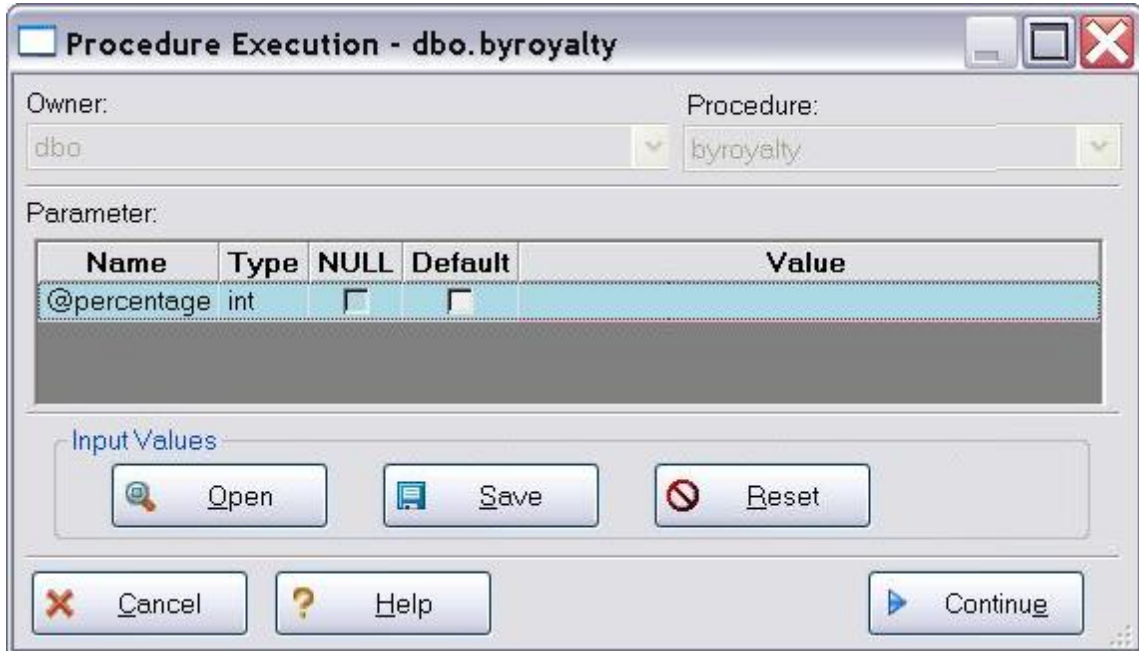 Procedure Execution - dbo.byroyalty
Owner: Procedure:
dbo byroyalty
Parameter:
Name Type NULL Default Value
@percentage int
Input Values
Open Save Reset
Cancel Help Continue